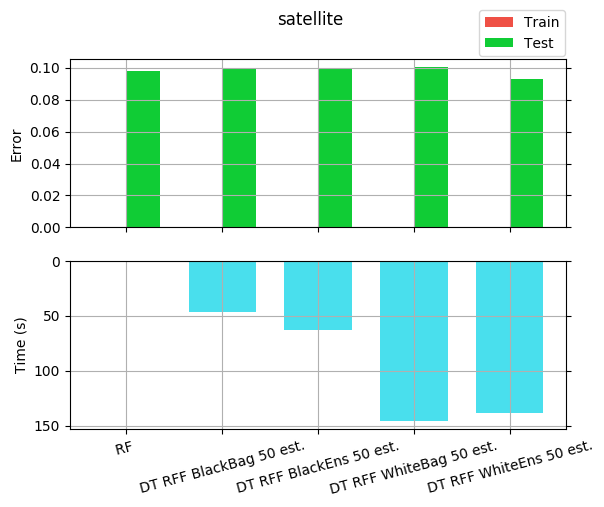 satellite
Train
Test
Error
0.10
0.08
0.06
0.04
0.02
0.00
Time (s)
0
50
100
150
RF
DT RFF BlackBag 50 est.
DT RFF BlackEns 50 est.
DT RFF WhiteBag 50 est.
DT RFF WhiteEns 50 est.